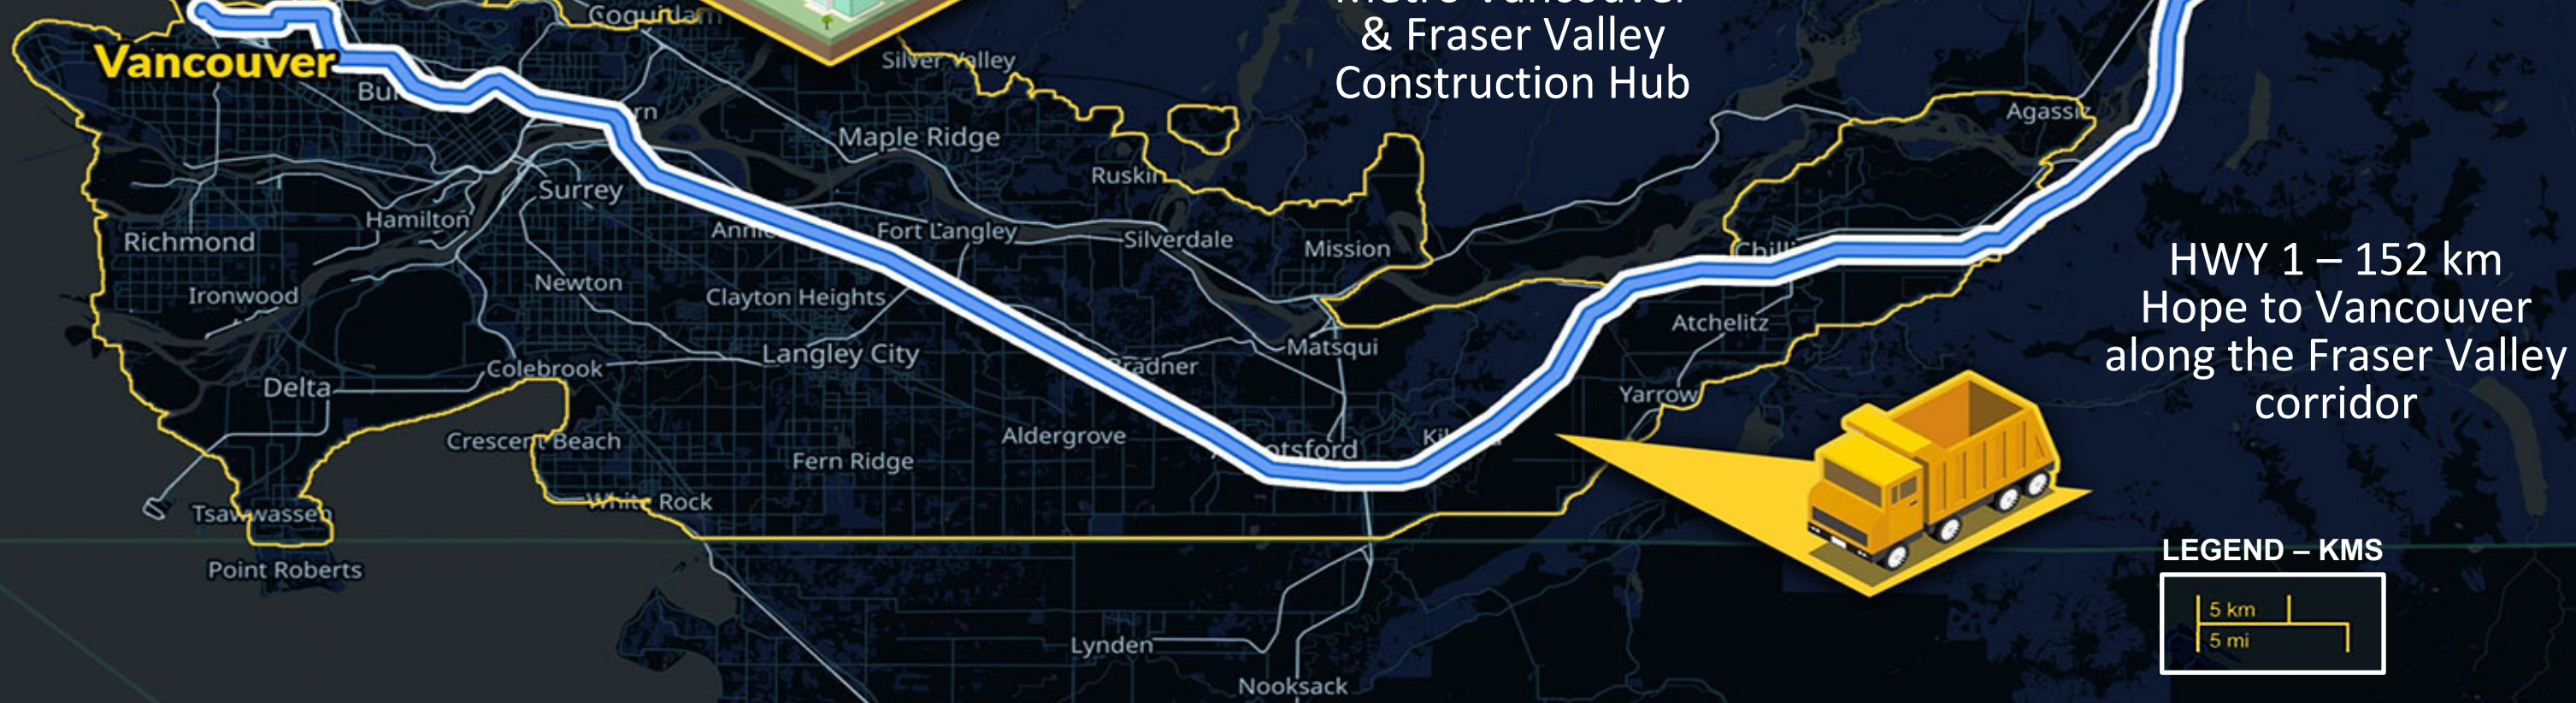 Coquitlam
Metro Vancouver
& Fraser Valley
Construction Hub
Vancouver
Silver Valley
Agassiz
Maple Ridge
Ruskin
Surrey
Hamilton
Fort Langley
Silverdale
Mission
Richmond
HWY 1 – 152 km
Hope to Vancouver
along the Fraser Valley
corridor
Newton
Ironwood
Clayton Heights
Atchelitz
Matsqui
Langley City
Colebrook
Bradner
Delta
Yarrow
Crescent Beach
Aldergrove
Fern Ridge
White Rock
Tsawwassen
Point Roberts
LEGEND – KMS
5 km
5 mi
Lynden
Nooksack